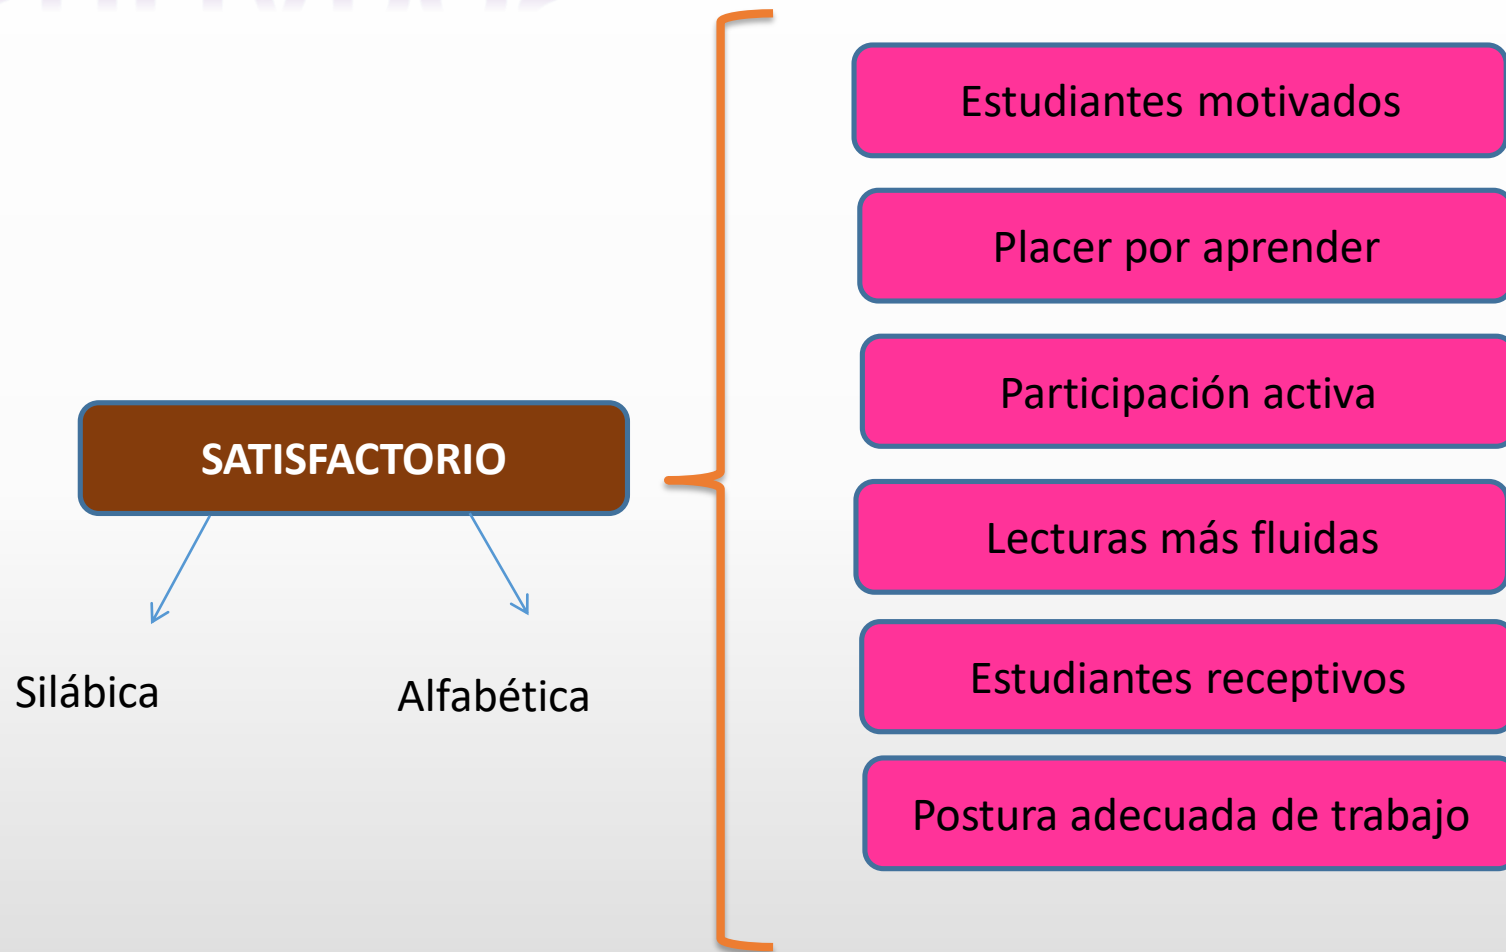 SATISFACTORIO
Silábica
Alfabética
Estudiantes motivados
Placer por aprender
Participación activa
Lecturas más fluidas
Estudiantes receptivos
Postura adecuada de trabajo